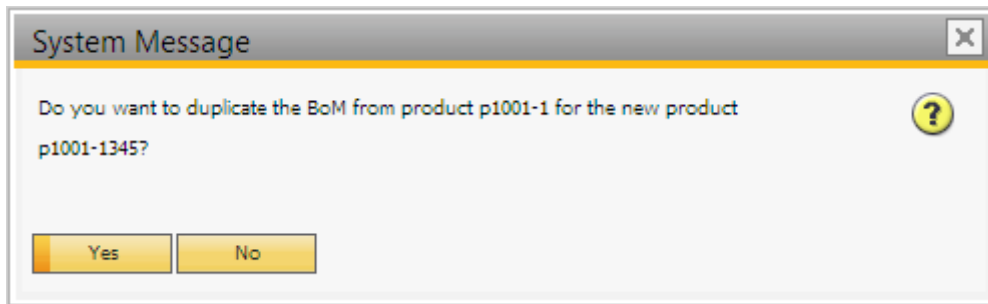 System Message
Do you want to duplicate the BoM from product p1001-1 for the new product
p1001-1345?
Yes No